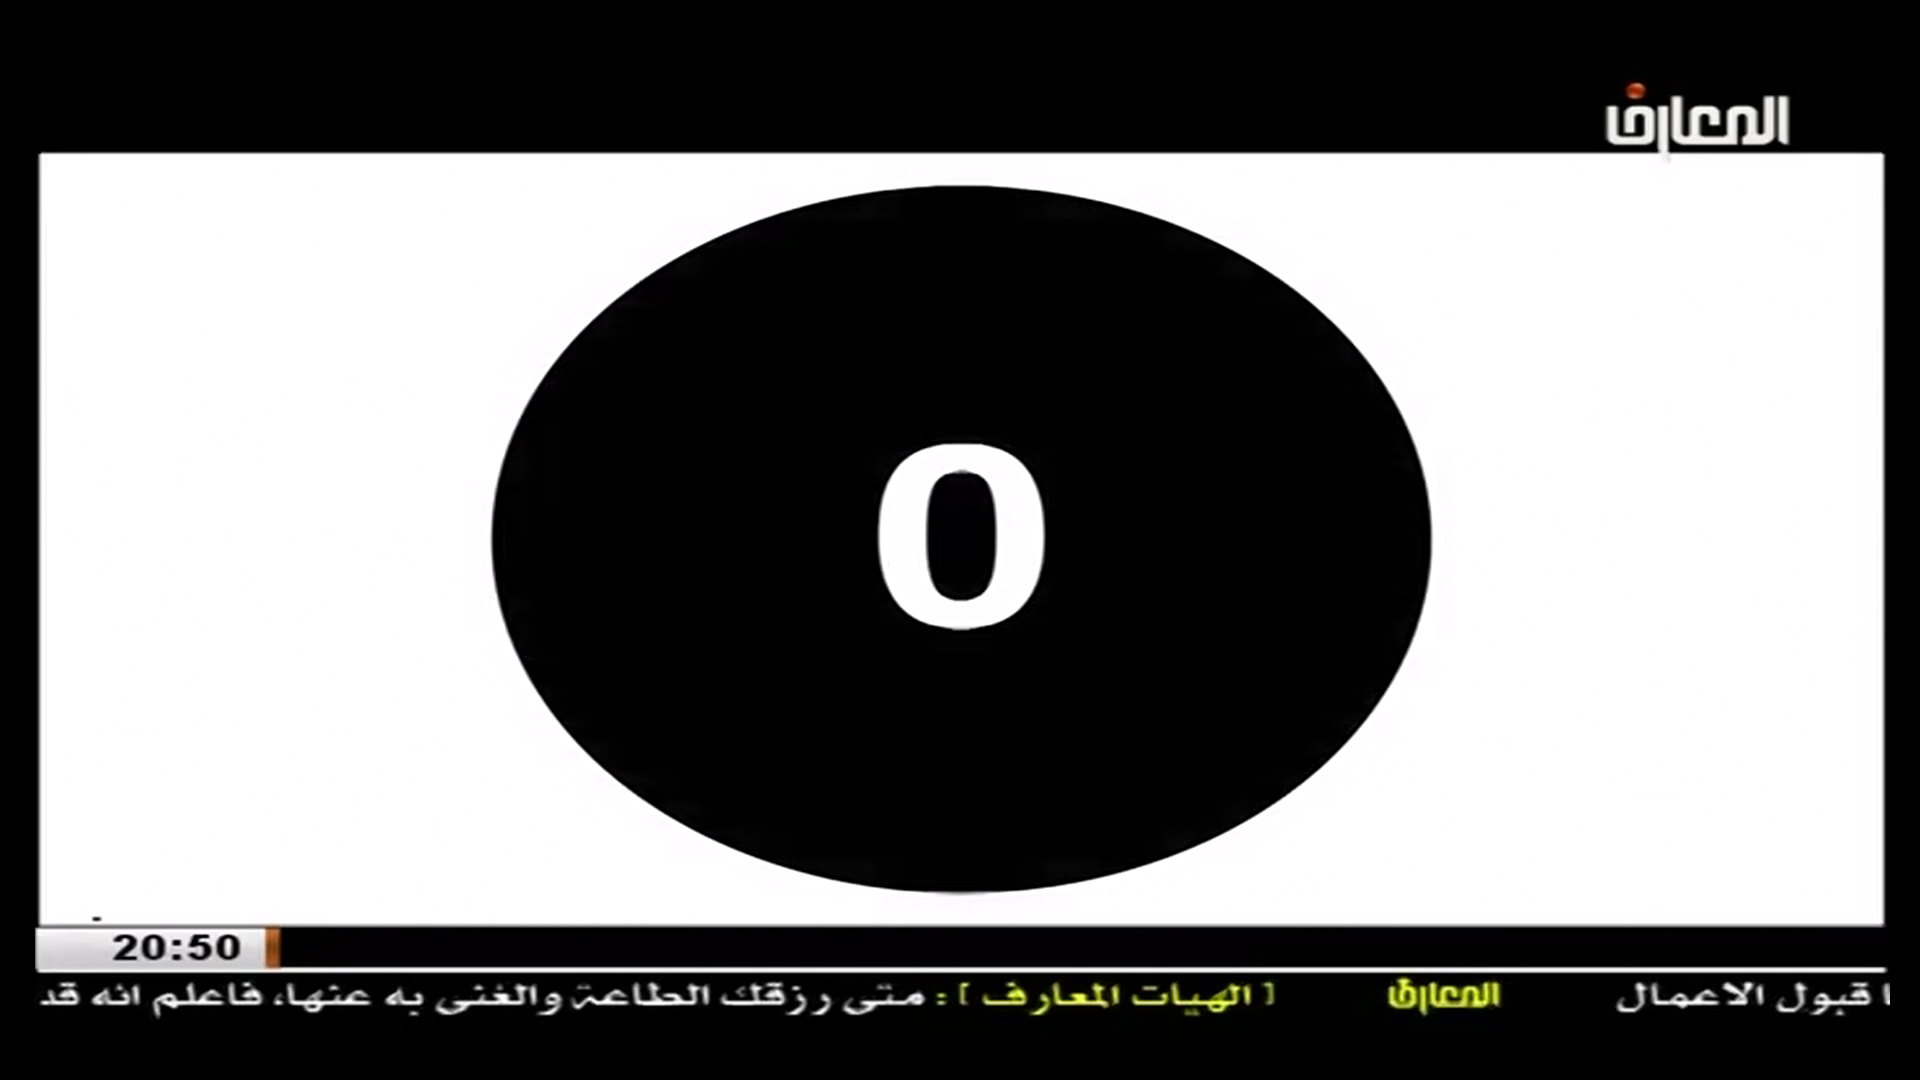 المعارف
0
20:50
ا قبول الاعمال المعارف [ الهيات المعارف ] : متى رزقك الطاعة والغنى به عنها، فاعلم انه قد